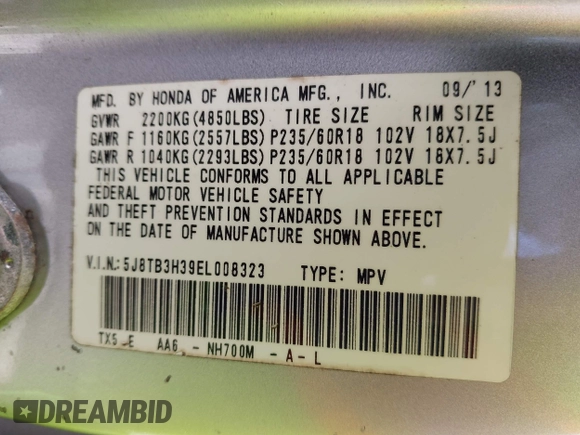 MFD. BY HONDA OF AMERICA MFG., INC. 09/'13
GVWR 2200KG(4850LBS) TIRE SIZE RIM SIZE
GAWR F 1160KG(2557LBS)P235/60R18 102V 18X7.5J
GAWR R 1040KG(2293LBS)P235/60R18 102V 18X7.5J
THIS VEHICLE CONFORMS TO ALL APPLICABLE
FEDERAL MOTOR VEHICLE SAFETY
AND THEFT PREVENTION STANDARDS IN EFFECT
ON THE DATE OF MANUFACTURE SHOWN ABOVE.
V.I.N.: 5J8TB3H39EL008323 TYPE: MPV
TX5 E AA6 - NH700M - A - L
DREAMBID